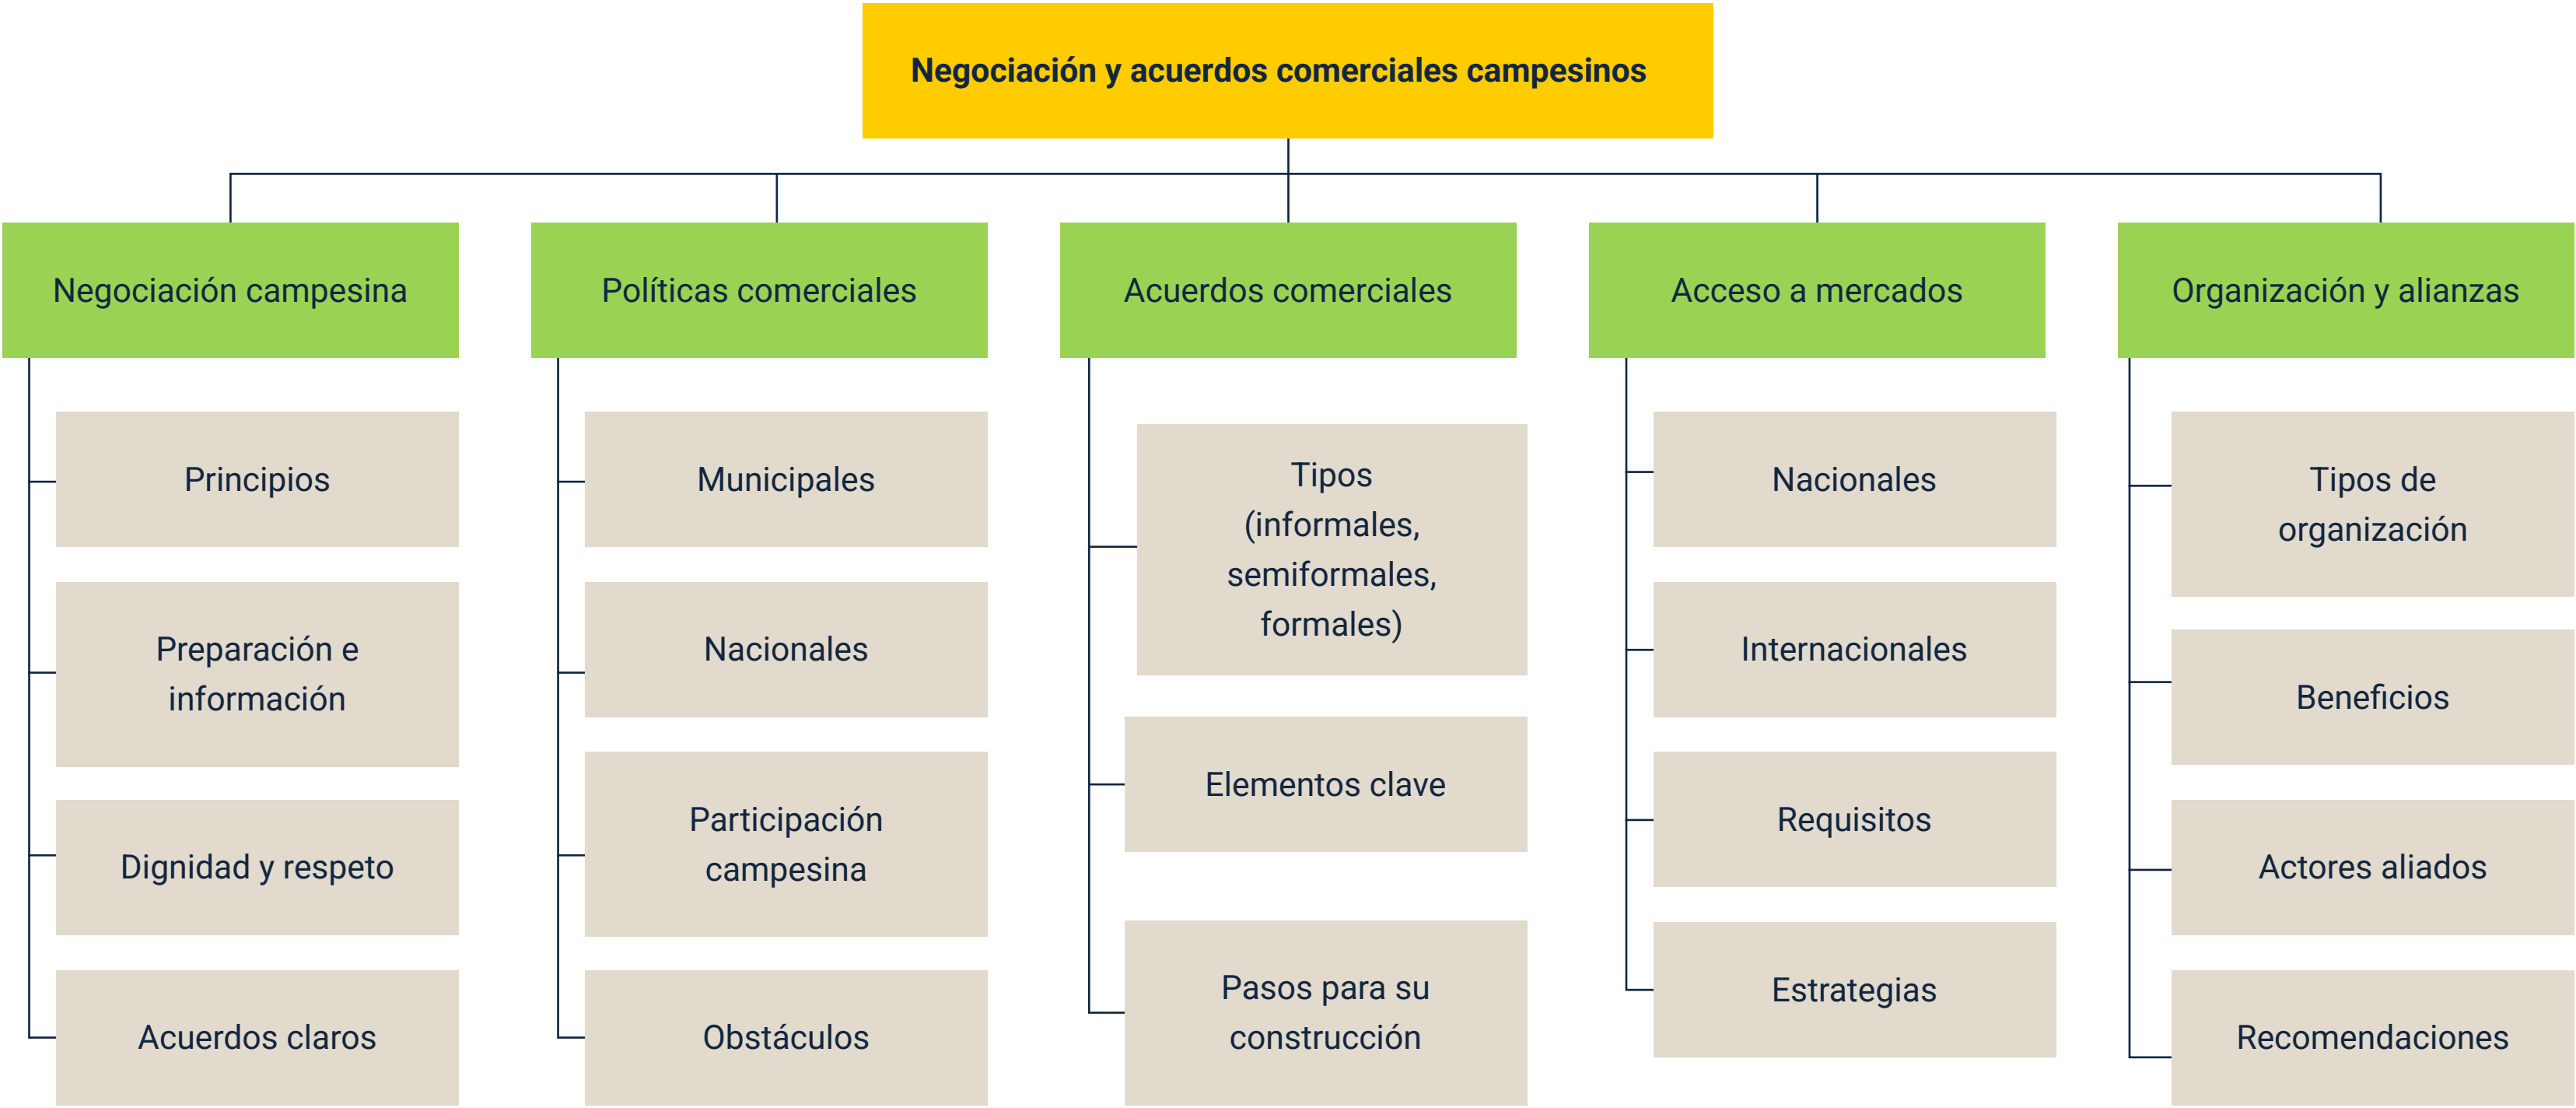 Negociación y acuerdos comerciales campesinos
Negociación campesina
Principios
Preparación e
información
Dignidad y respeto
Acuerdos claros
Políticas comerciales
Municipales
Nacionales
Participación
campesina
Obstáculos
Acuerdos comerciales
Tipos
(informales,
semiformales,
formales)
Elementos clave
Pasos para su
construcción
Acceso a mercados
Nacionales
Internacionales
Requisitos
Estrategias
Organización y alianzas
Tipos de
organización
Beneficios
Actores aliados
Recomendaciones